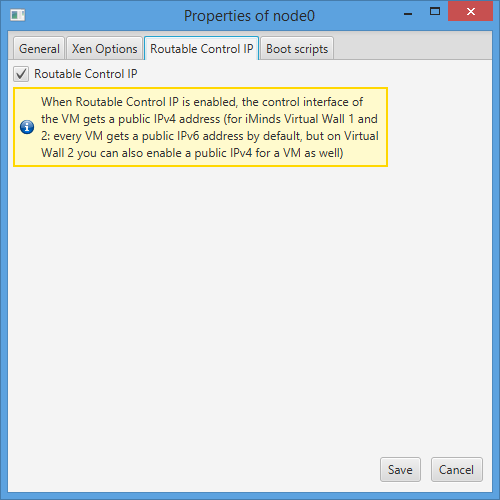 Properties of node0
General Xen Options Routable Control IP Boot scripts
Routable Control IP
When Routable Control IP is enabled, the control interface of
the VM gets a public IPv4 address (for iMinds Virtual Wall 1 and
2: every VM gets a public IPv6 address by default, but on Virtual
Wall 2 you can also enable a public IPv4 for a VM as well)
Save Cancel